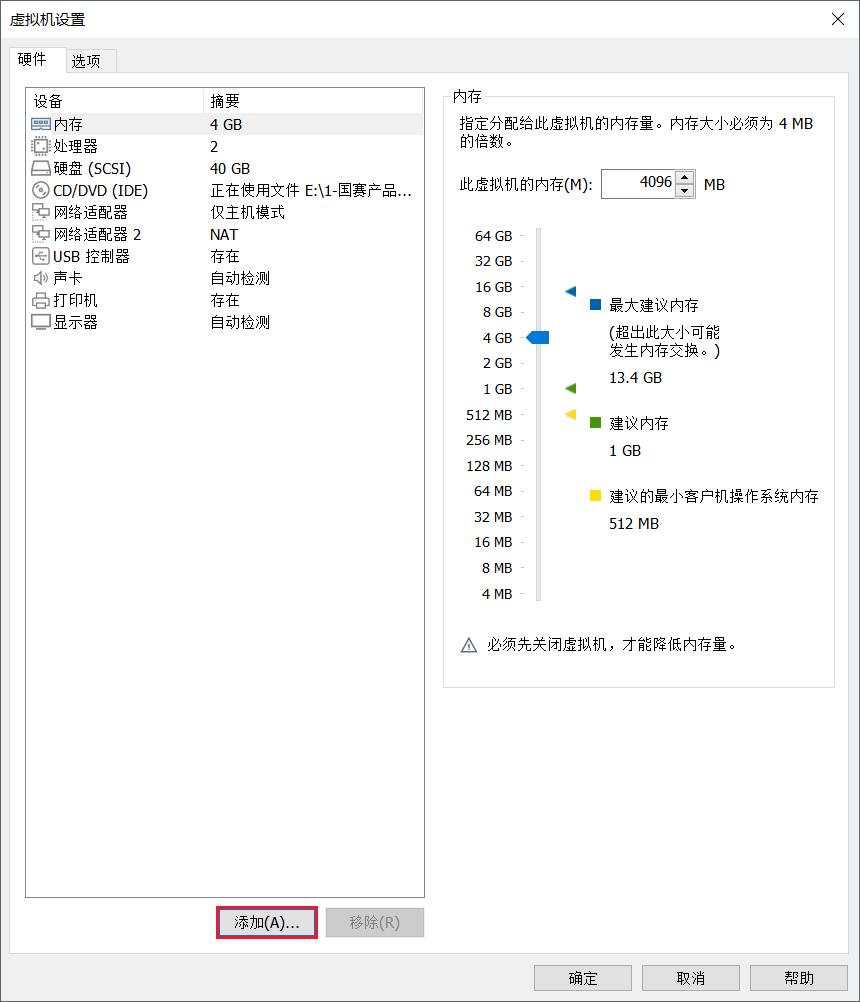 虚拟机设置
硬件 选项
设备 摘要
内存 4 GB
处理器 2
硬盘 (SCSI) 40 GB
CD/DVD (IDE) 正在使用文件 E:\1-国赛产品...
网络适配器 仅主机模式
网络适配器 2 NAT
USB 控制器 存在
声卡 自动检测
打印机 存在
显示器 自动检测
添加(A)... 移除(R)
内存
指定分配给此虚拟机的内存量。内存大小必须为 4 MB
的倍数。
此虚拟机的内存(M): 4096 MB
64 GB
32 GB
16 GB
8 GB
4 GB
2 GB
1 GB
512 MB
256 MB
128 MB
64 MB
32 MB
16 MB
8 MB
4 MB
最大建议内存
(超出此大小可能
发生内存交换。)
13.4 GB
建议内存
1 GB
建议的最小客户机操作系统内存
512 MB
必须先关闭虚拟机，才能降低内存量。
确定 取消 帮助